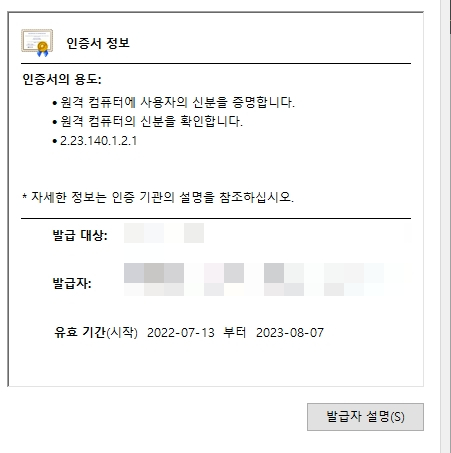 인증서 정보
인증서의 용도:
• 원격 컴퓨터에 사용자의 신분을 증명합니다.
• 원격 컴퓨터의 신분을 확인합니다.
• 2.23.140.1.2.1
* 자세한 정보는 인증 기관의 설명을 참조하십시오.
발급 대상:
발급자:
유효 기간(시작) 2022-07-13 부터 2023-08-07
발급자 설명(S)